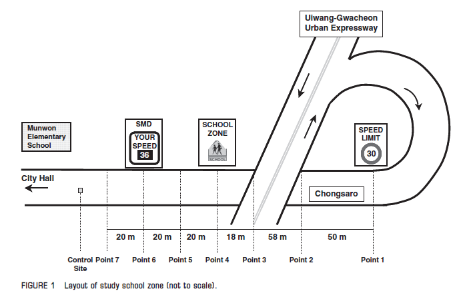 Uiwang-Gwacheon
Urban Expressway
Munwon
Elementary
School
SMD
YOUR
SPEED
36
SCHOOL
ZONE
SPEED
LIMIT
30
City Hall
Chongsaro
20 m 20 m 20 m 18 m 58 m 50 m
Control Site Point 7 Point 6 Point 5 Point 4 Point 3 Point 2 Point 1
FIGURE 1 Layout of study school zone (not to scale).